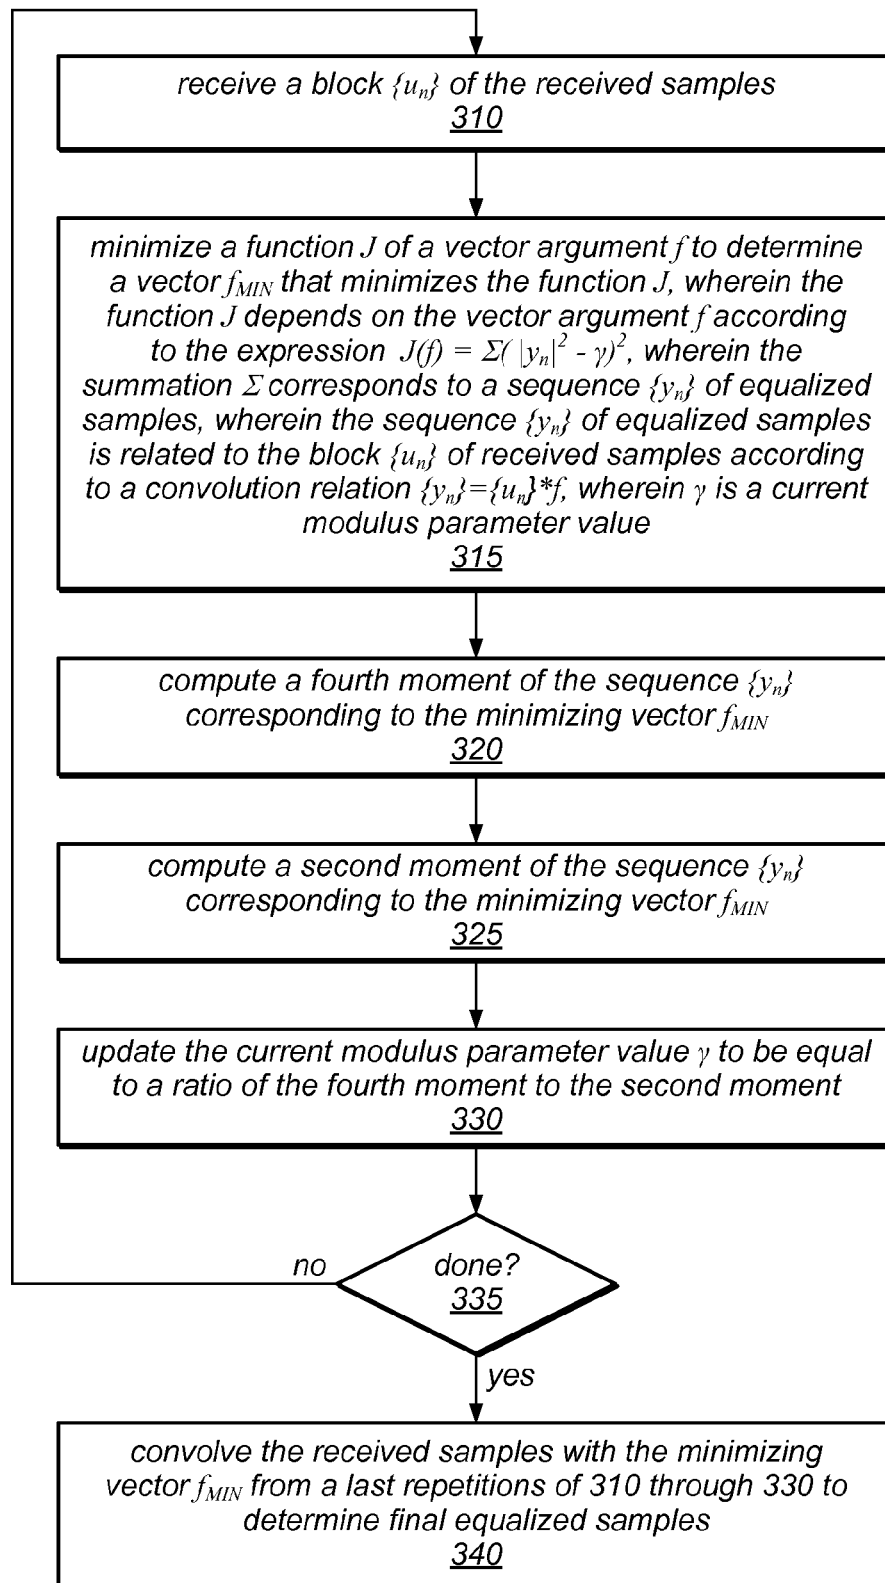 receive a block {uₙ} of the received samples
310
minimize a function J of a vector argument f to determine
a vector f_MIN that minimizes the function J, wherein the
function J depends on the vector argument f according
to the expression J(f) = Σ( |yₙ|² - γ)², wherein the
summation Σ corresponds to a sequence {yₙ} of equalized
samples, wherein the sequence {yₙ} of equalized samples
is related to the block {uₙ} of received samples according
to a convolution relation {yₙ}={uₙ}*f, wherein γ is a current
modulus parameter value
315
compute a fourth moment of the sequence {yₙ}
corresponding to the minimizing vector f_MIN
320
compute a second moment of the sequence {yₙ}
corresponding to the minimizing vector f_MIN
325
update the current modulus parameter value γ to be equal
to a ratio of the fourth moment to the second moment
330
no
done?
335
yes
convolve the received samples with the minimizing
vector f_MIN from a last repetitions of 310 through 330 to
determine final equalized samples
340